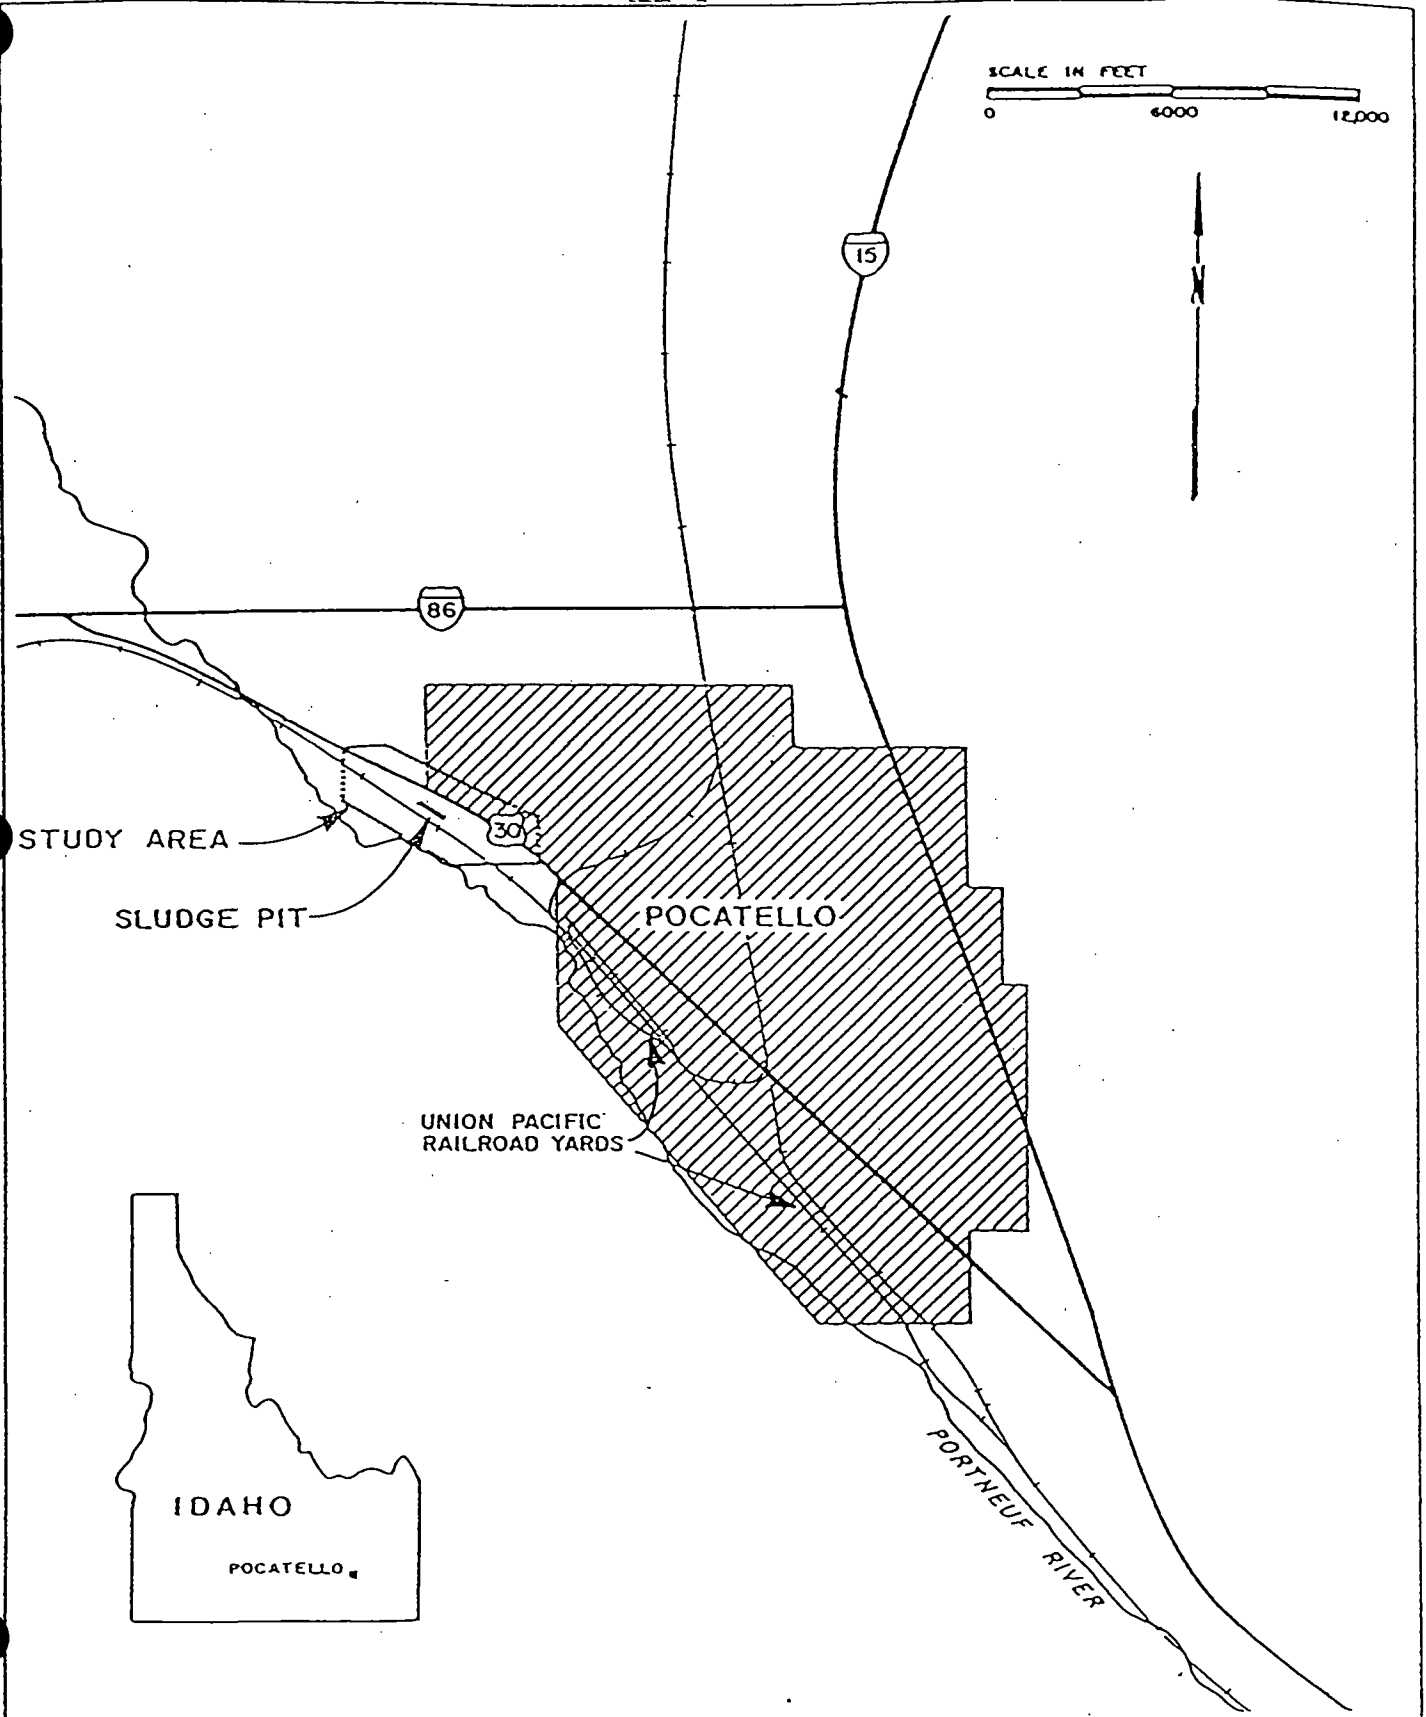 SCALE IN FEET
0 6000 12,000
15
N
86
STUDY AREA
30
SLUDGE PIT
POCATELLO
UNION PACIFIC
RAILROAD YARDS
IDAHO
POCATELLO
PORTNEUF RIVER